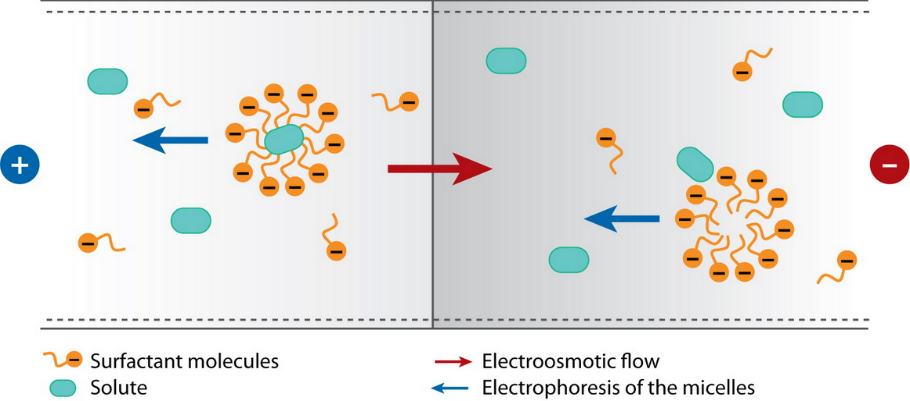 +
−
Surfactant molecules
Electroosmotic flow
Solute
Electrophoresis of the micelles